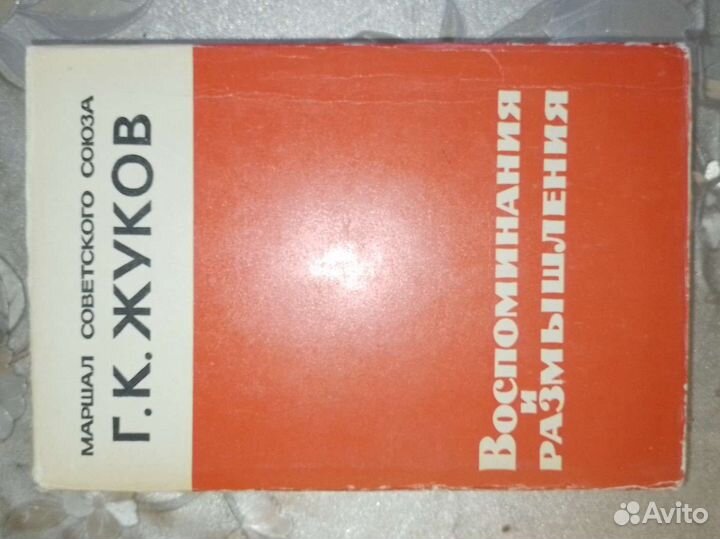 МАРШАЛ СОВЕТСКОГО СОЮЗА
Г.К. ЖУКОВ
ВОСПОМИНАНИЯ
И
РАЗМЫШЛЕНИЯ
Avito